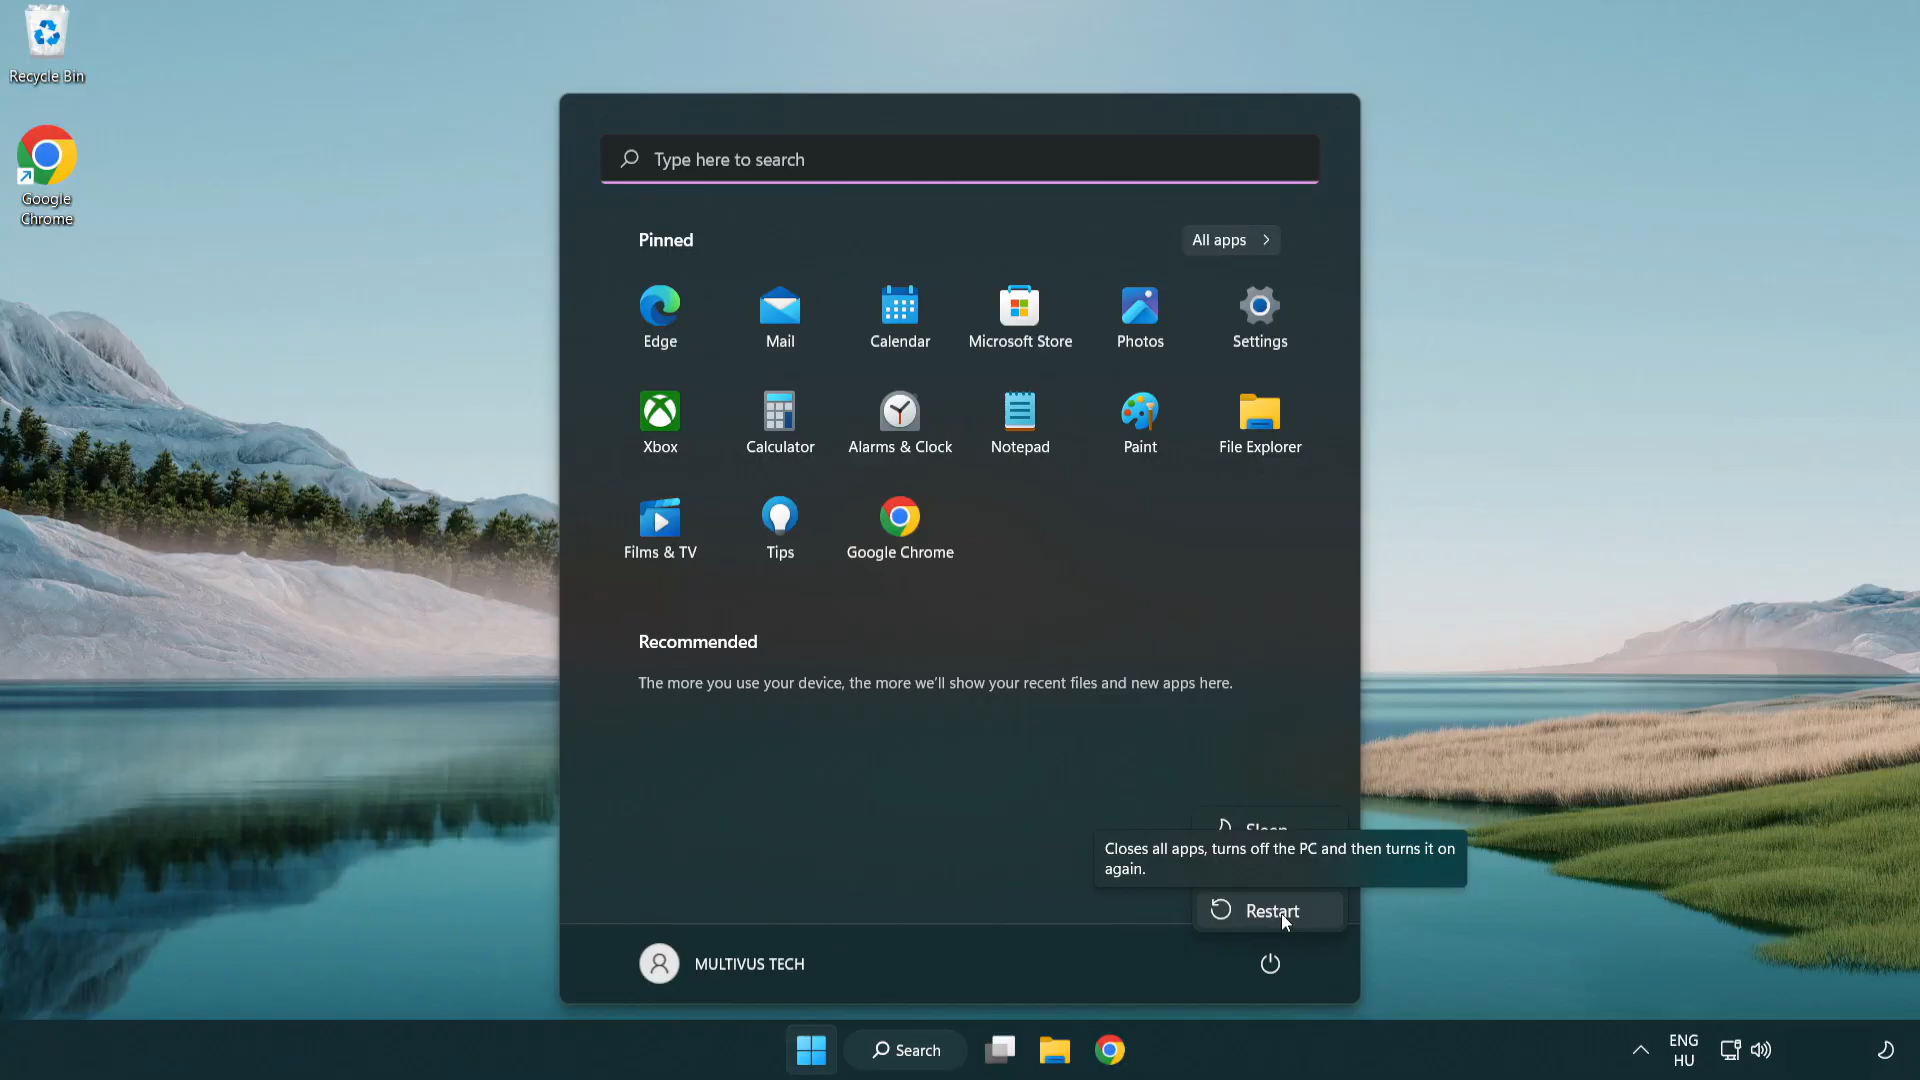 Recycle Bin
Google
Chrome
Type here to search
Pinned
All apps
Edge
Mail
Calendar
Microsoft Store
Photos
Settings
Xbox
Calculator
Alarms & Clock
Notepad
Paint
File Explorer
Films & TV
Tips
Google Chrome
Recommended
The more you use your device, the more we'll show your recent files and new apps here.
Sleep
Closes all apps, turns off the PC and then turns it on
again.
Restart
MULTIVUS TECH
Search
ENG
HU